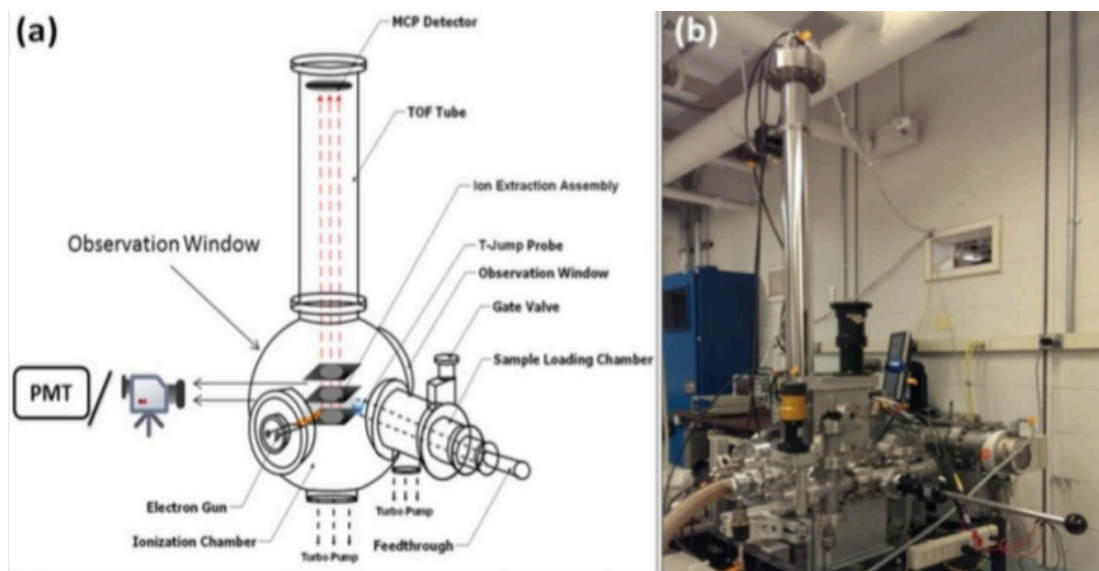 (a)
MCP Detector
TOF Tube
Ion Extraction Assembly
Observation Window
T-Jump Probe
Observation Window
Gate Valve
Sample Loading Chamber
PMT
Electron Gun
Turbo Pump
Ionization Chamber
Feedthrough
Turbo Pump
(b)